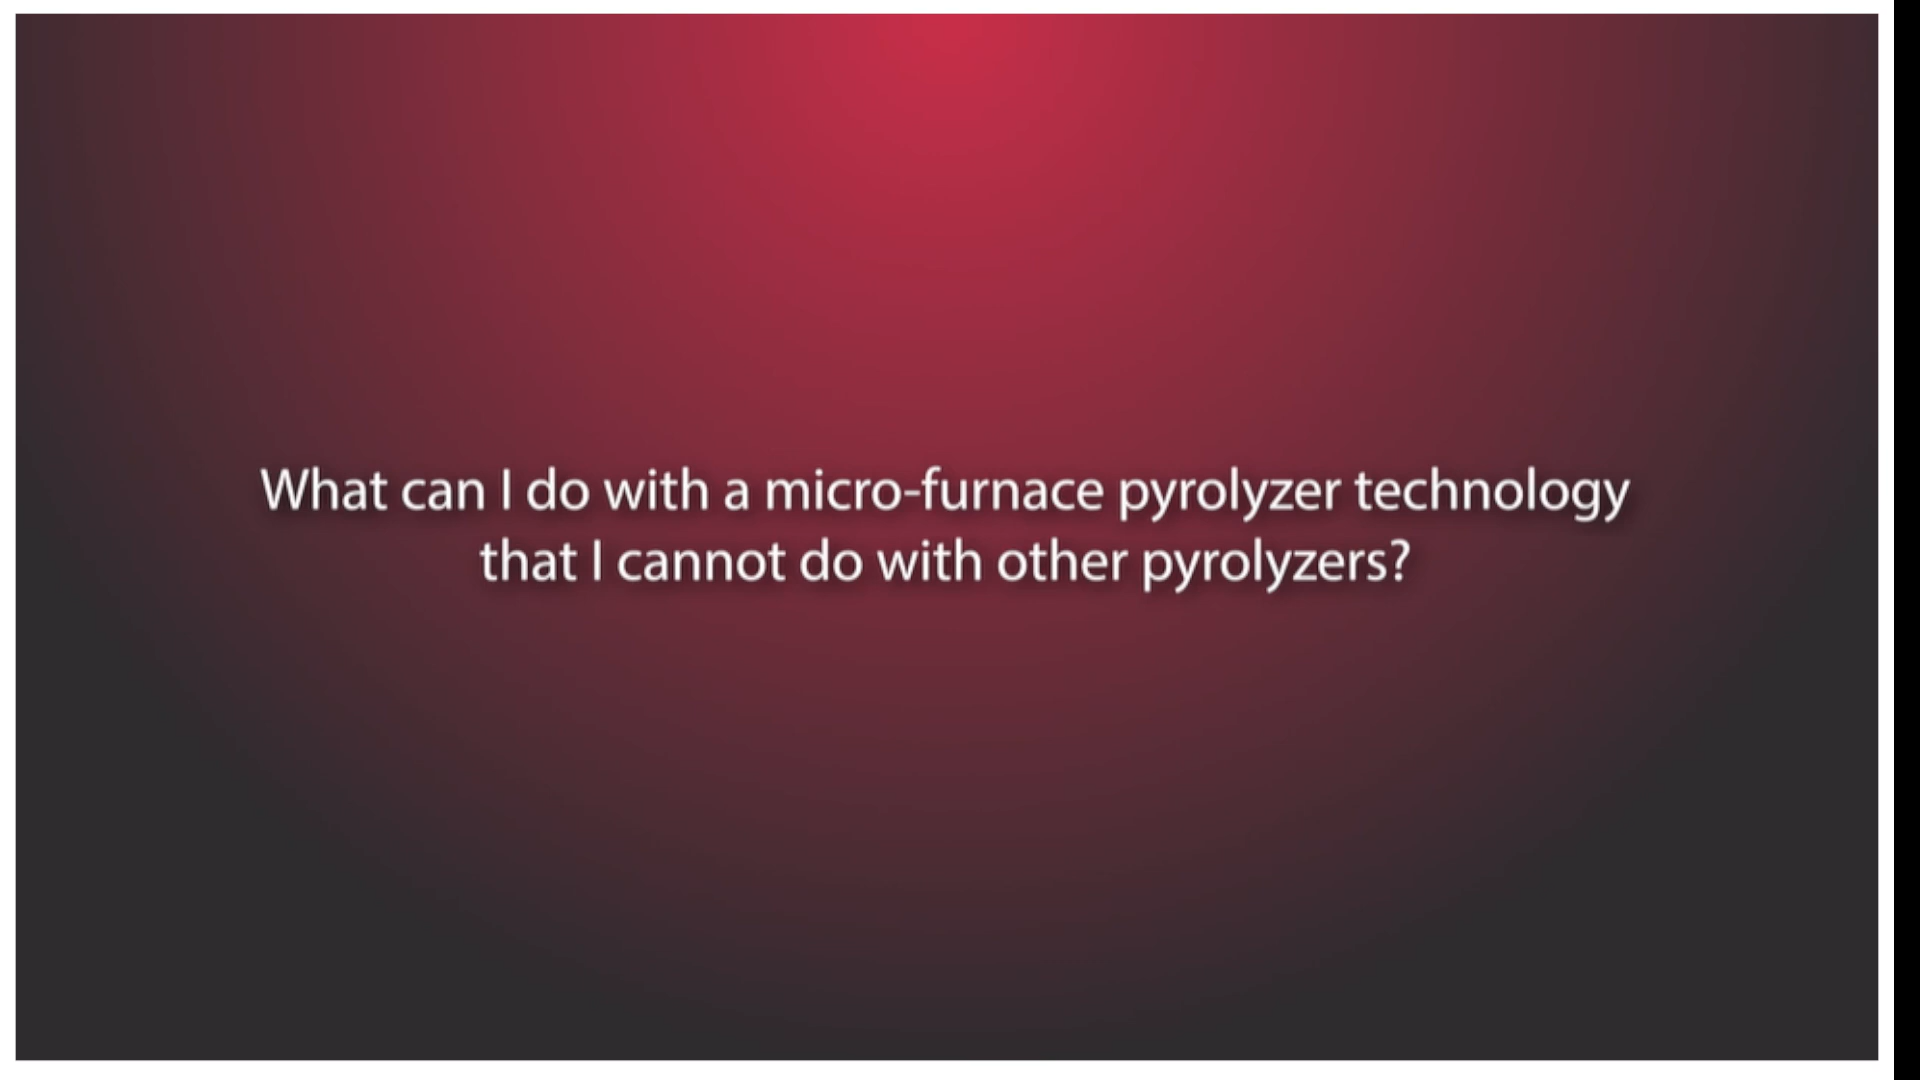 What can I do with a micro-furnace pyrolyzer technology
that I cannot do with other pyrolyzers?